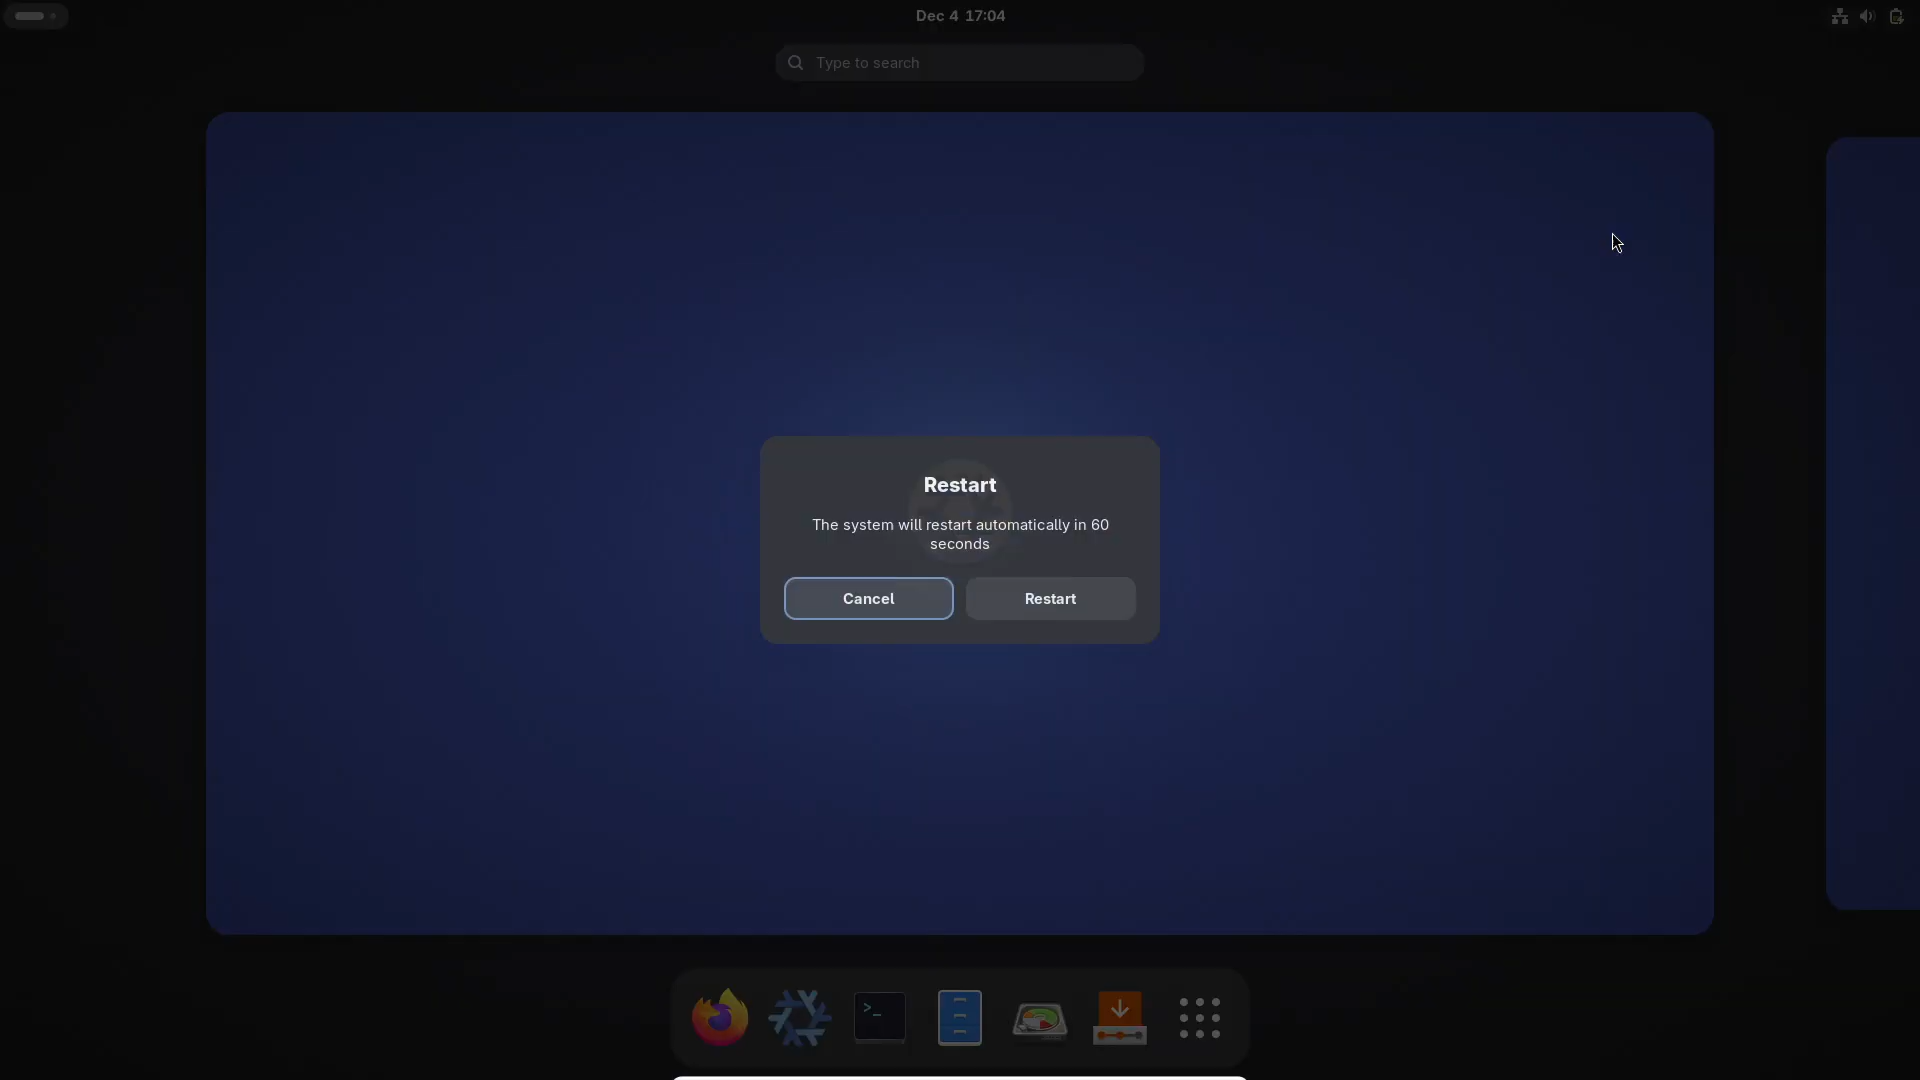 Dec 4 17:04
Type to search
Restart
The system will restart automatically in 60
seconds
Cancel
Restart
>_